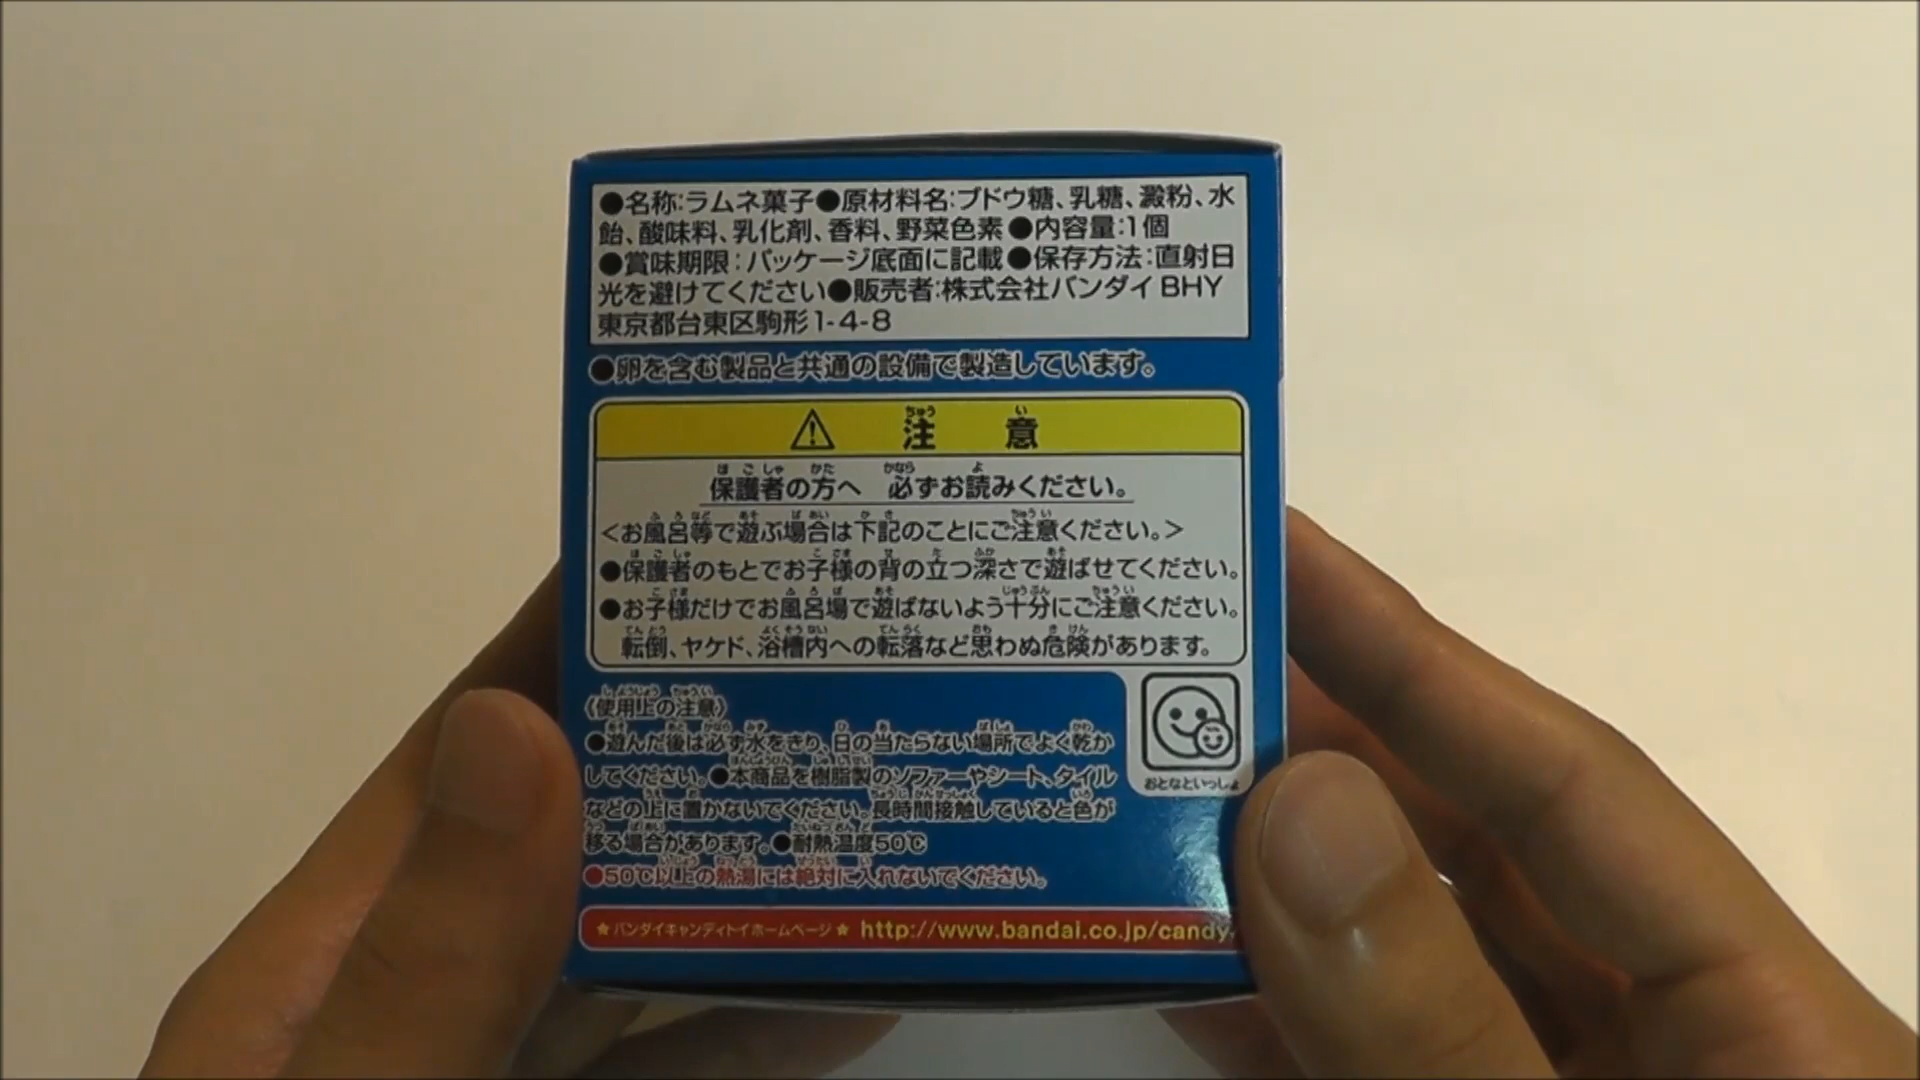 ●名称:ラムネ菓子●原材料名:ブドウ糖、乳糖、澱粉、水
飴、酸味料、乳化剤、香料、野菜色素●内容量:1個
●賞味期限:パッケージ底面に記載●保存方法:直射日
光を避けてください●販売者:株式会社バンダイ BHY
東京都台東区駒形1-4-8
●卵を含む製品と共通の設備で製造しています。
⚠ 注意
保護者の方へ 必ずお読みください。
<お風呂等で遊ぶ場合は下記のことにご注意ください。>
●保護者のもとでお子様の背の立つ深さで遊ばせてください。
●お子様だけでお風呂場で遊ばないよう十分にご注意ください。
転倒、ヤケド、浴槽内への転落など思わぬ危険があります。
〈使用上の注意〉
●遊んだ後は必ず水をきり、日の当たらない場所でよく乾か
してください。●本商品を樹脂製のソファーやシート、タイル
などの上に置かないでください。長時間接触していると色が
移る場合があります。●耐熱温度50℃
●50℃以上の熱湯には絶対に入れないでください。
おとなといっしょ
★バンダイキャンディトイホームページ★ http://www.bandai.co.jp/candy/